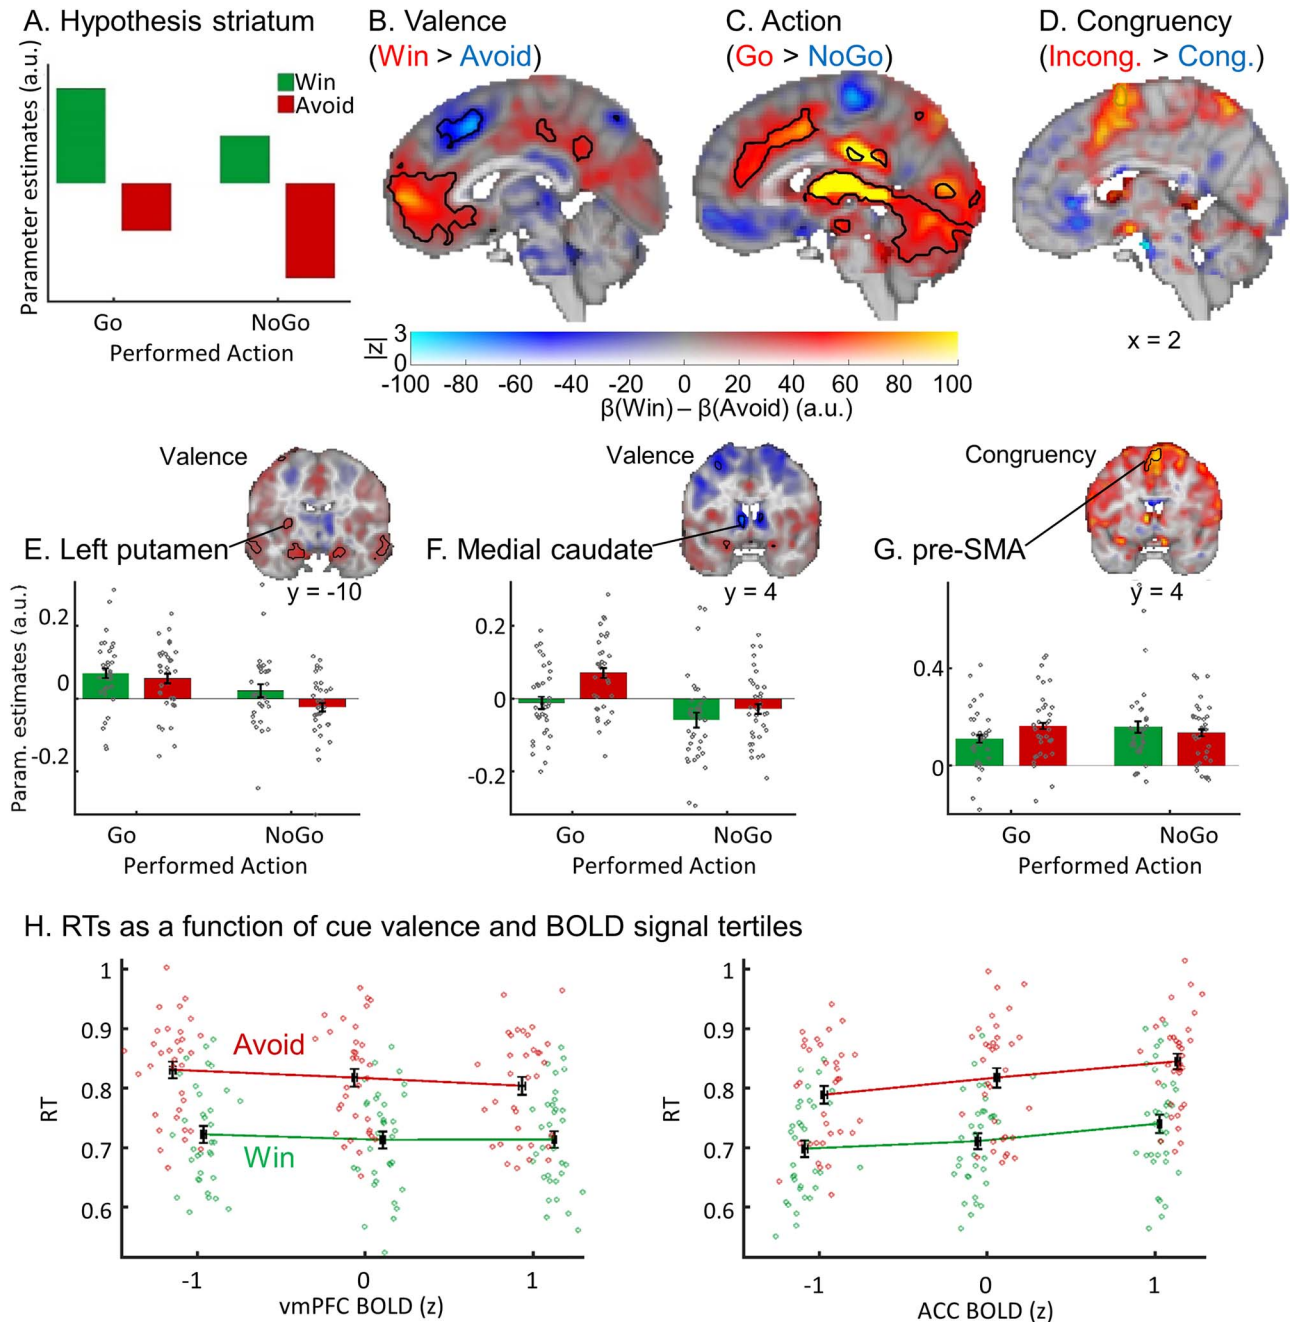 A. Hypothesis striatum
Parameter estimates (a.u.)
Win
Avoid
Go NoGo
Performed Action
B. Valence
(Win > Avoid)
C. Action
(Go > NoGo)
D. Congruency
(Incong. > Cong.)
x = 2
|z|
3
0
-100 -80 -60 -40 -20 0 20 40 60 80 100
β(Win) – β(Avoid) (a.u.)
Valence
E. Left putamen
y = -10
Param. estimates (a.u.)
0.2
0
0
-0.2
Go NoGo
Performed Action
Valence
F. Medial caudate
y = 4
0.2
0
-0.2
Go NoGo
Performed Action
Congruency
G. pre-SMA
y = 4
0.4
0
Go NoGo
Performed Action
H. RTs as a function of cue valence and BOLD signal tertiles
RT
1
0.9
0.8
0.7
0.6
Avoid
Win
-1 0 1
vmPFC BOLD (z)
RT
1
0.9
0.8
0.7
0.6
-1 0 1
ACC BOLD (z)